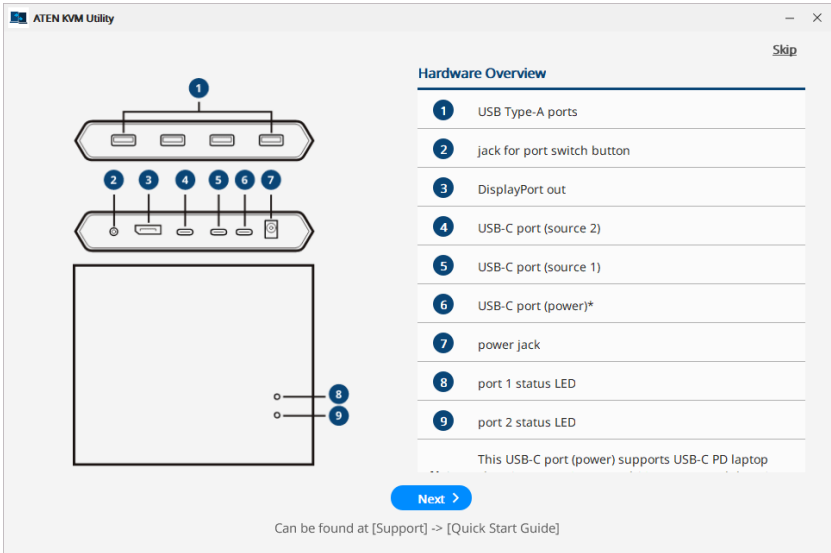 ATEN KVM Utility
Skip
Hardware Overview
1
1 USB Type-A ports
2 jack for port switch button
2 3 4 5 6 7
3 DisplayPort out
4 USB-C port (source 2)
5 USB-C port (source 1)
6 USB-C port (power)*
7 power jack
8
8 port 1 status LED
9
9 port 2 status LED
This USB-C port (power) supports USB-C PD laptop
Next >
Can be found at [Support] -> [Quick Start Guide]